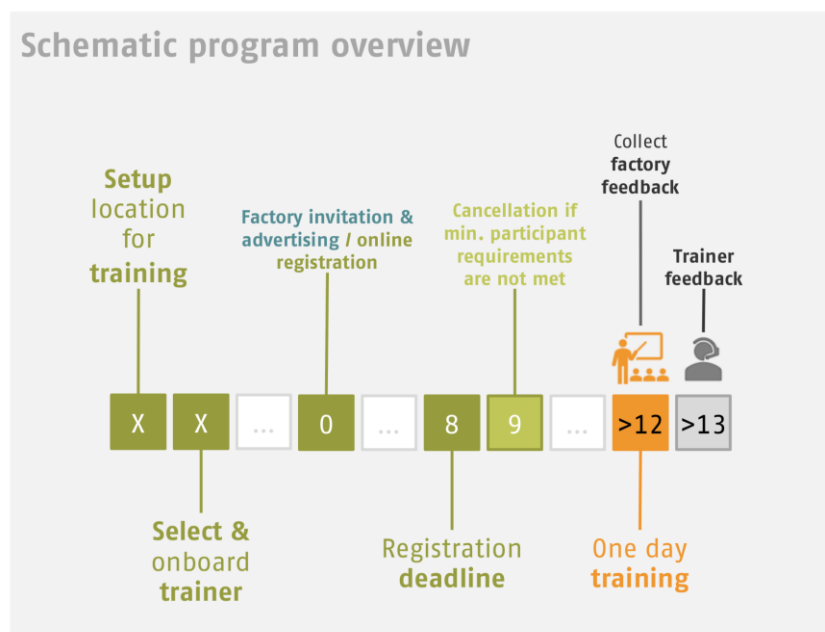 Schematic program overview
Collect
factory
feedback
Setup
location
for
training
Factory invitation &
advertising / online
registration
Cancellation if
min. participant
requirements
are not met
Trainer
feedback
X X ... 0 ... 8 9 ... >12 >13
Select &
onboard
trainer
Registration
deadline
One day
training